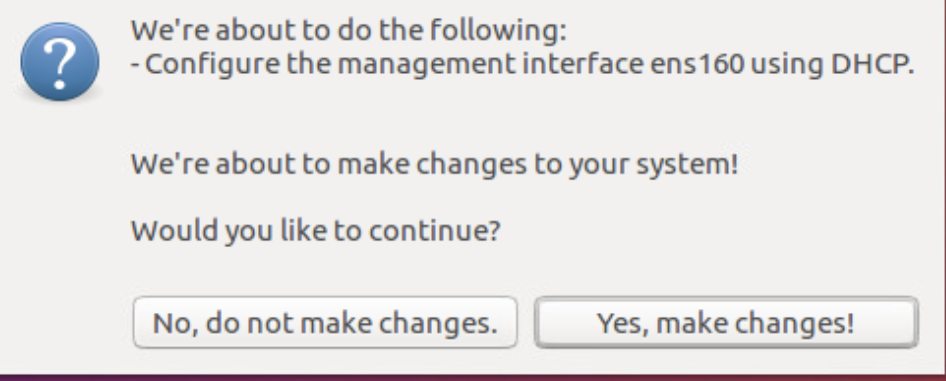 We're about to do the following:
- Configure the management interface ens160 using DHCP.
We're about to make changes to your system!
Would you like to continue?
No, do not make changes.
Yes, make changes!